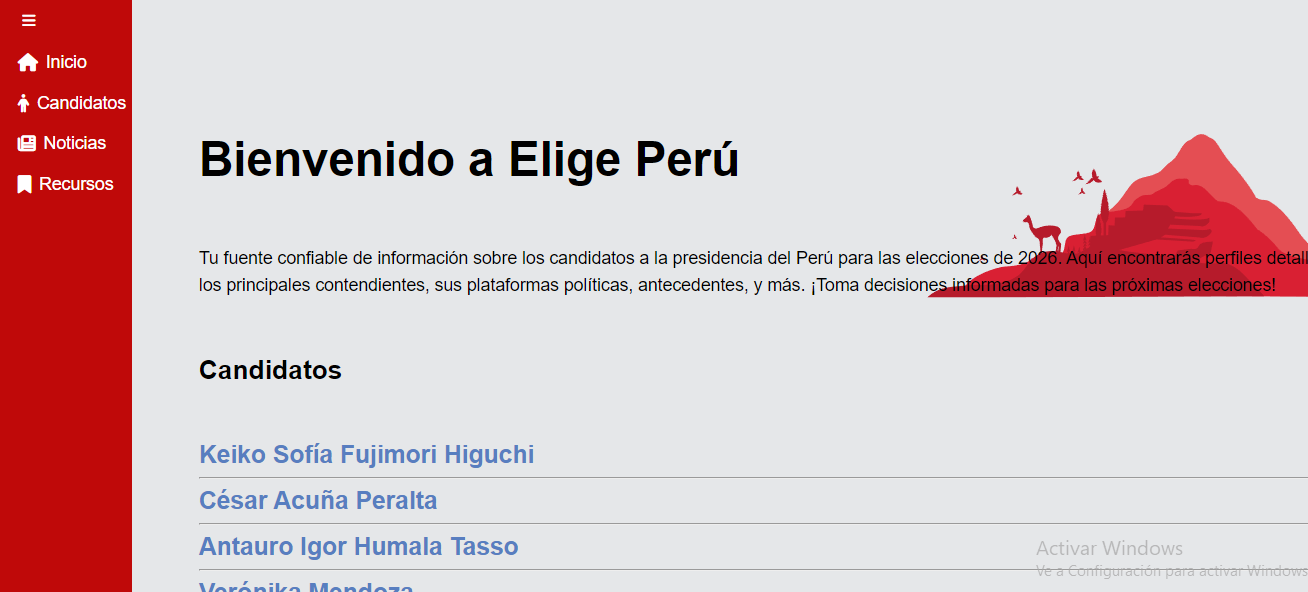 Inicio
Candidatos
Noticias
Recursos
Bienvenido a Elige Perú
Tu fuente confiable de información sobre los candidatos a la presidencia del Perú para las elecciones de 2026. Aquí encontrarás perfiles detall
los principales contendientes, sus plataformas políticas, antecedentes, y más. ¡Toma decisiones informadas para las próximas elecciones!
Candidatos
Keiko Sofía Fujimori Higuchi
César Acuña Peralta
Antauro Igor Humala Tasso
Verónika Mendoza
Activar Windows
Ve a Configuración para activar Windows